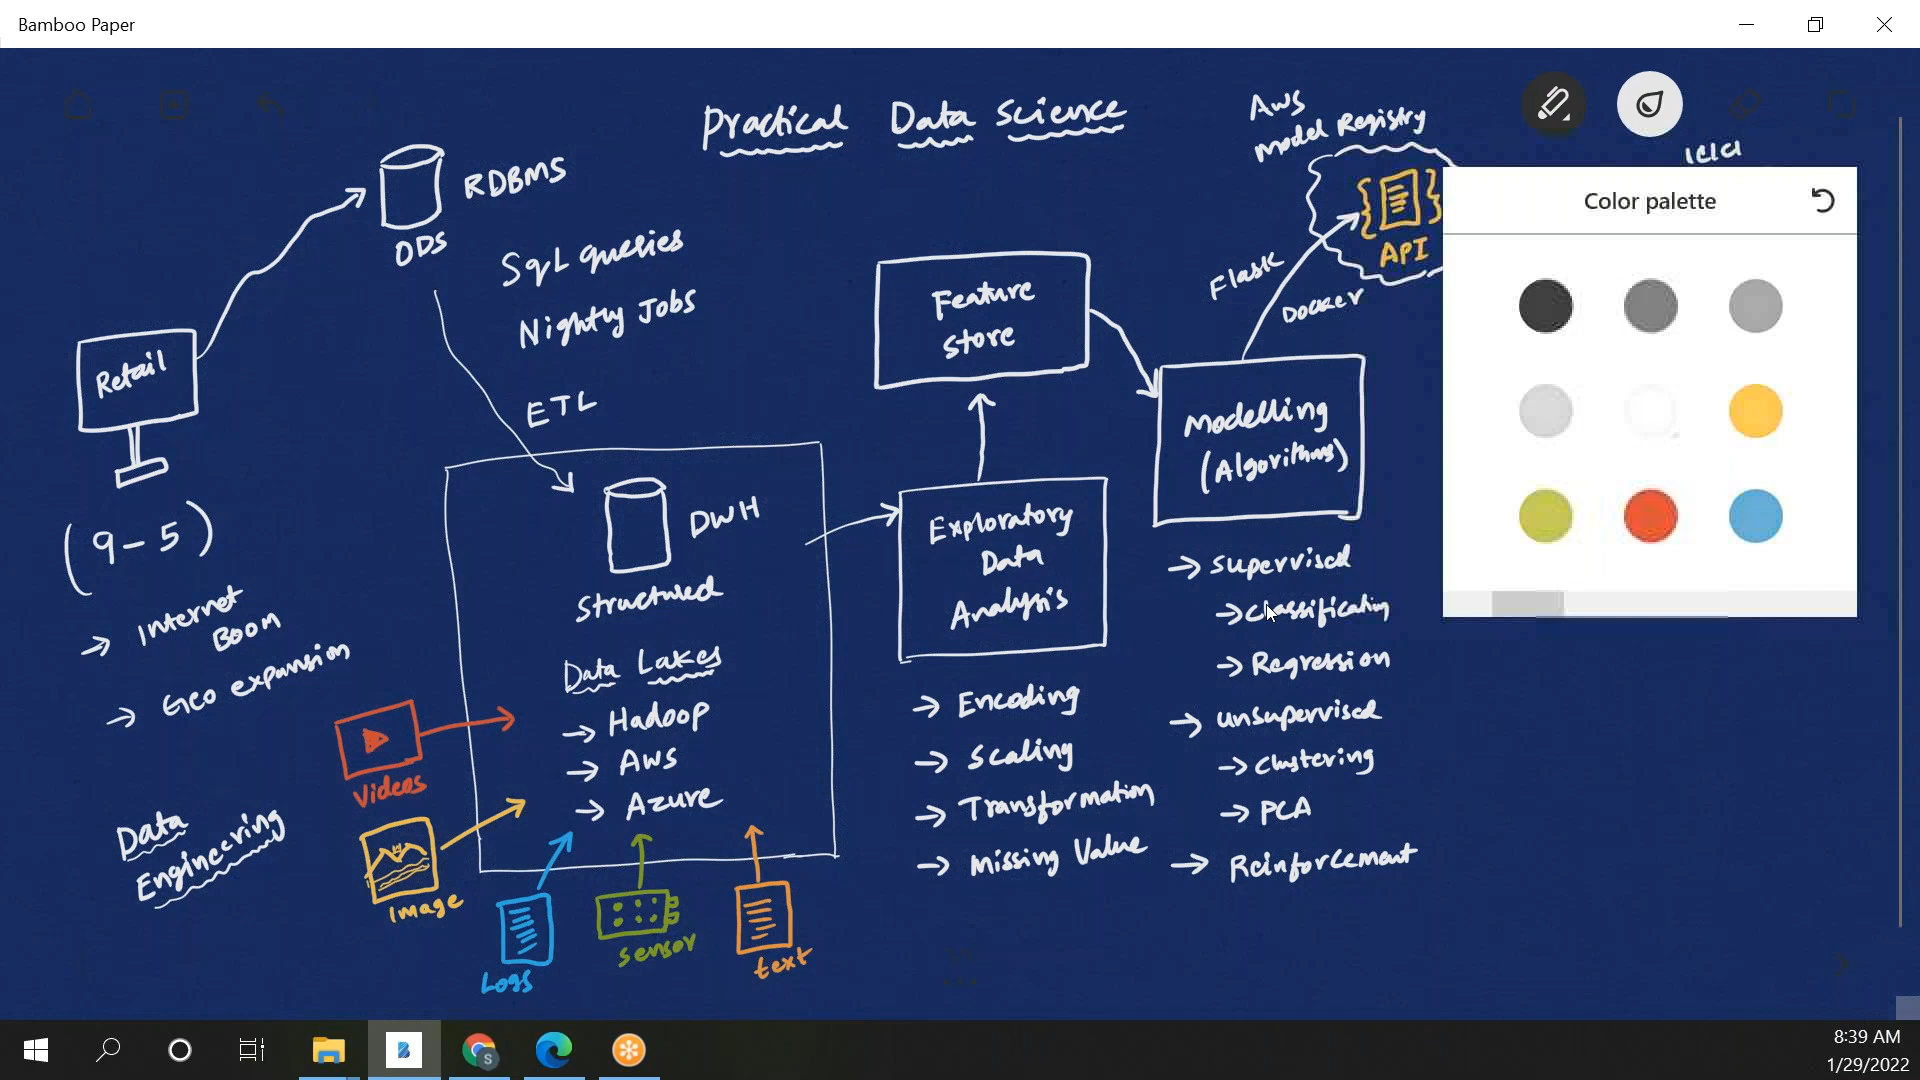 Bamboo Paper
Practical Data Science
Aws
Model Registry
ICICI
Color palette
RDBMS
ODS
{ }
API
SqL queries
Nightly Jobs
ETL
Retail
(9-5)
→ Internet
Boom
→ Geo expansion
Data
Engineering
DWH
Structured
Data Lakes
→ Hadoop
→ AWS
→ Azure
Videos
Image
Logs
sensor
text
Feature
store
Exploratory
Data
Analysis
→ Encoding
→ Scaling
→ Transformation
→ Missing Value
Flask
Docker
Modelling
(Algorithms)
→ Supervised
→ Classification
→ Regression
→ unsupervised
→ Clustering
→ PCA
→ Reinforcement
B
S
8:39 AM
1/29/2022